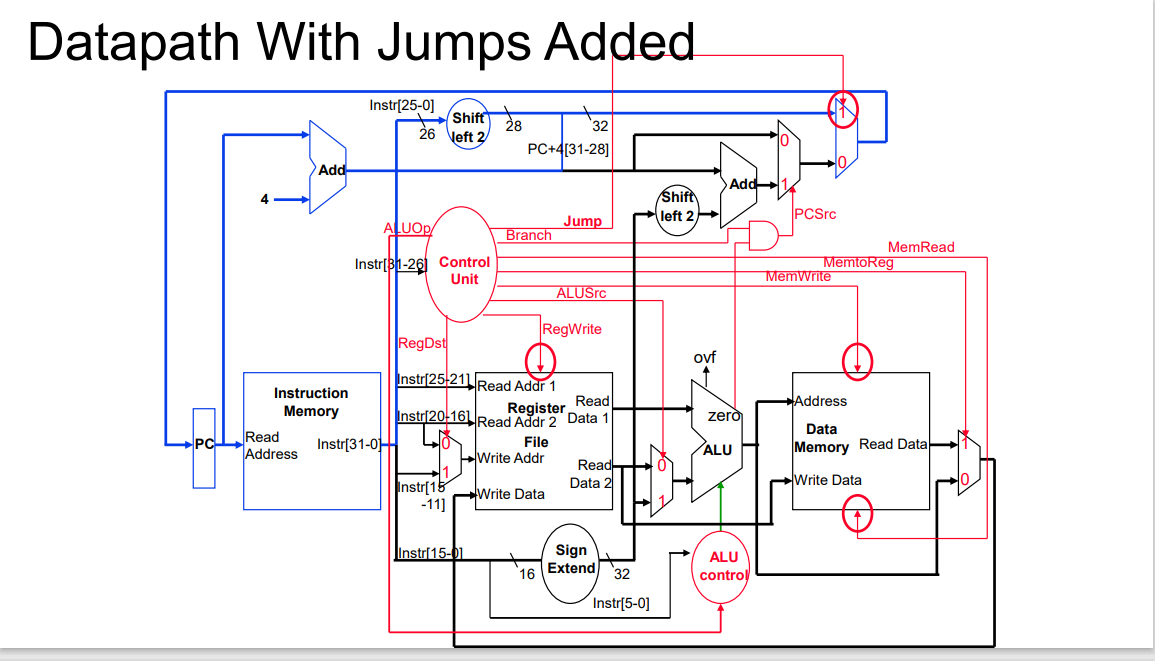 Datapath With Jumps Added
Instr[25-0]
Shift
left 2
26
28
32
1
PC+4[31-28]
0
0
Add
Add
1
4
Shift
left 2
PCSrc
Jump
ALUOp
Branch
MemRead
Instr[31-26]
Control
Unit
MemtoReg
MemWrite
ALUSrc
RegWrite
RegDst
ovf
Instruction
Memory
Instr[25-21]
Read Addr 1
Register
Read
Data 1
Address
Instr[20-16]
Read Addr 2
zero
File
Data
Memory
PC
Read
Address
Instr[31-0]
0
Write Addr
ALU
Read Data
1
1
Read
Data 2
0
Write Data
0
Instr[15
-11]
Write Data
1
Instr[15-0]
Sign
Extend
16
32
ALU
control
Instr[5-0]